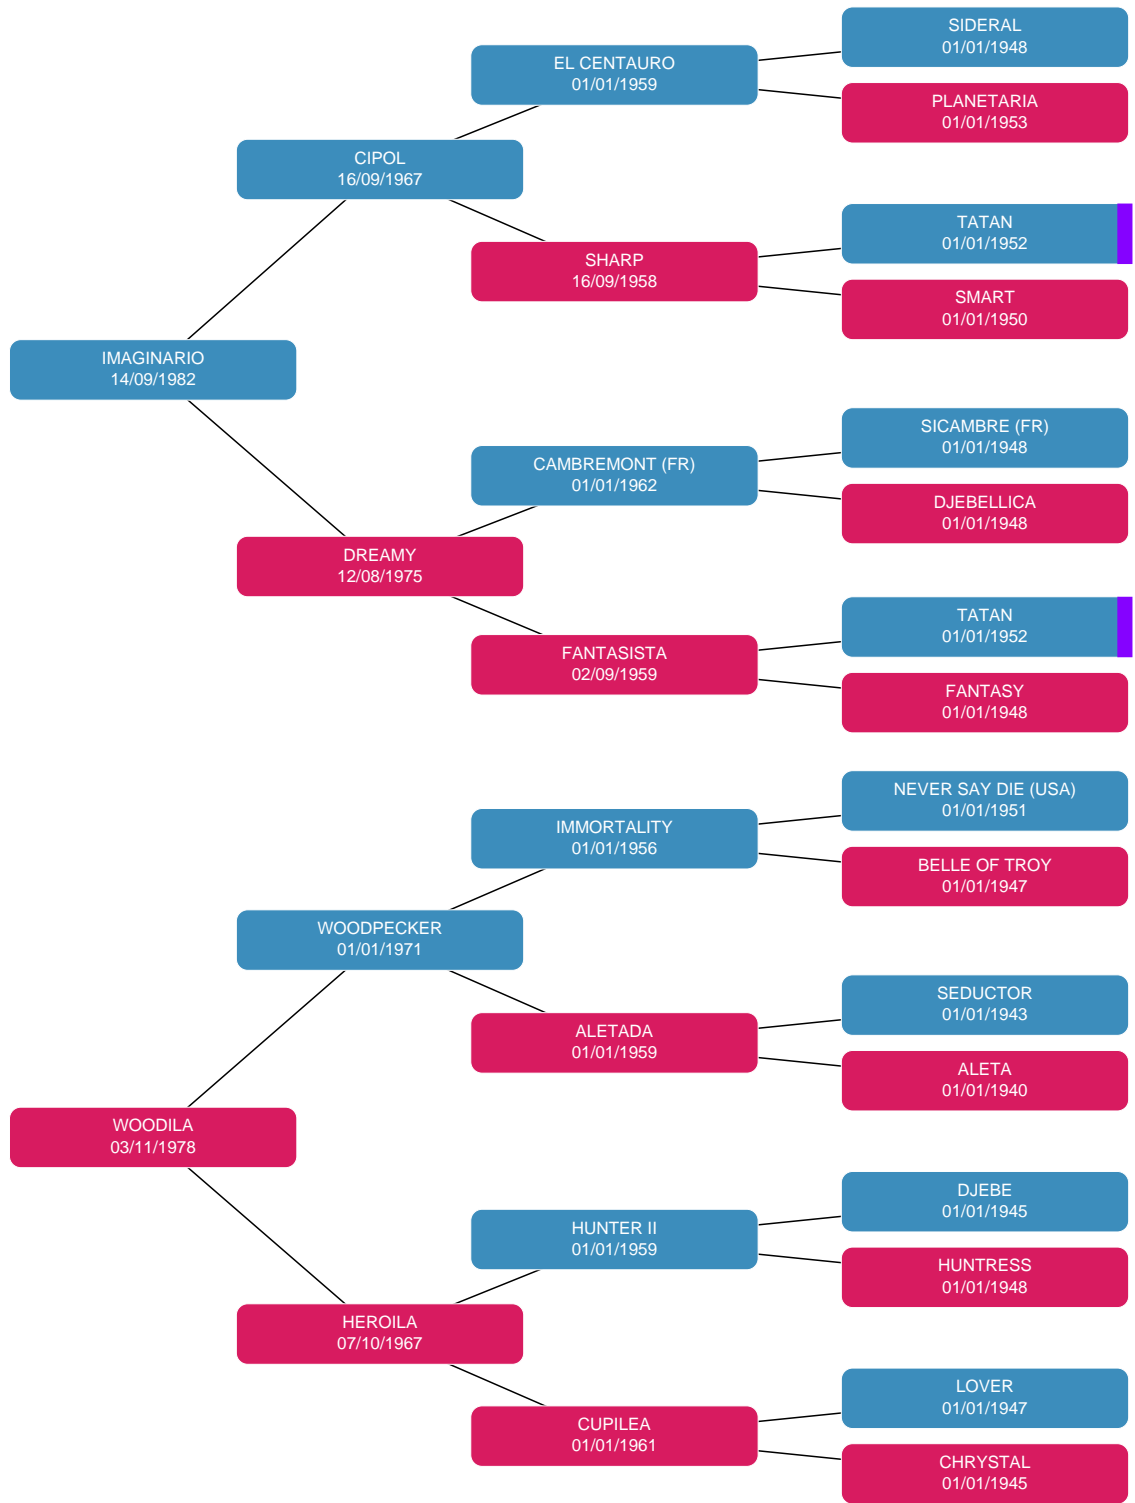 SIDERAL
01/01/1948
EL CENTAURO
01/01/1959
PLANETARIA
01/01/1953
CIPOL
16/09/1967
TATAN
01/01/1952
SHARP
16/09/1958
SMART
01/01/1950
IMAGINARIO
14/09/1982
SICAMBRE (FR)
01/01/1948
CAMBREMONT (FR)
01/01/1962
DJEBELLICA
01/01/1948
DREAMY
12/08/1975
TATAN
01/01/1952
FANTASISTA
02/09/1959
FANTASY
01/01/1948
NEVER SAY DIE (USA)
01/01/1951
IMMORTALITY
01/01/1956
BELLE OF TROY
01/01/1947
WOODPECKER
01/01/1971
SEDUCTOR
01/01/1943
ALETADA
01/01/1959
ALETA
01/01/1940
WOODILA
03/11/1978
DJEBE
01/01/1945
HUNTER II
01/01/1959
HUNTRESS
01/01/1948
HEROILA
07/10/1967
LOVER
01/01/1947
CUPILEA
01/01/1961
CHRYSTAL
01/01/1945